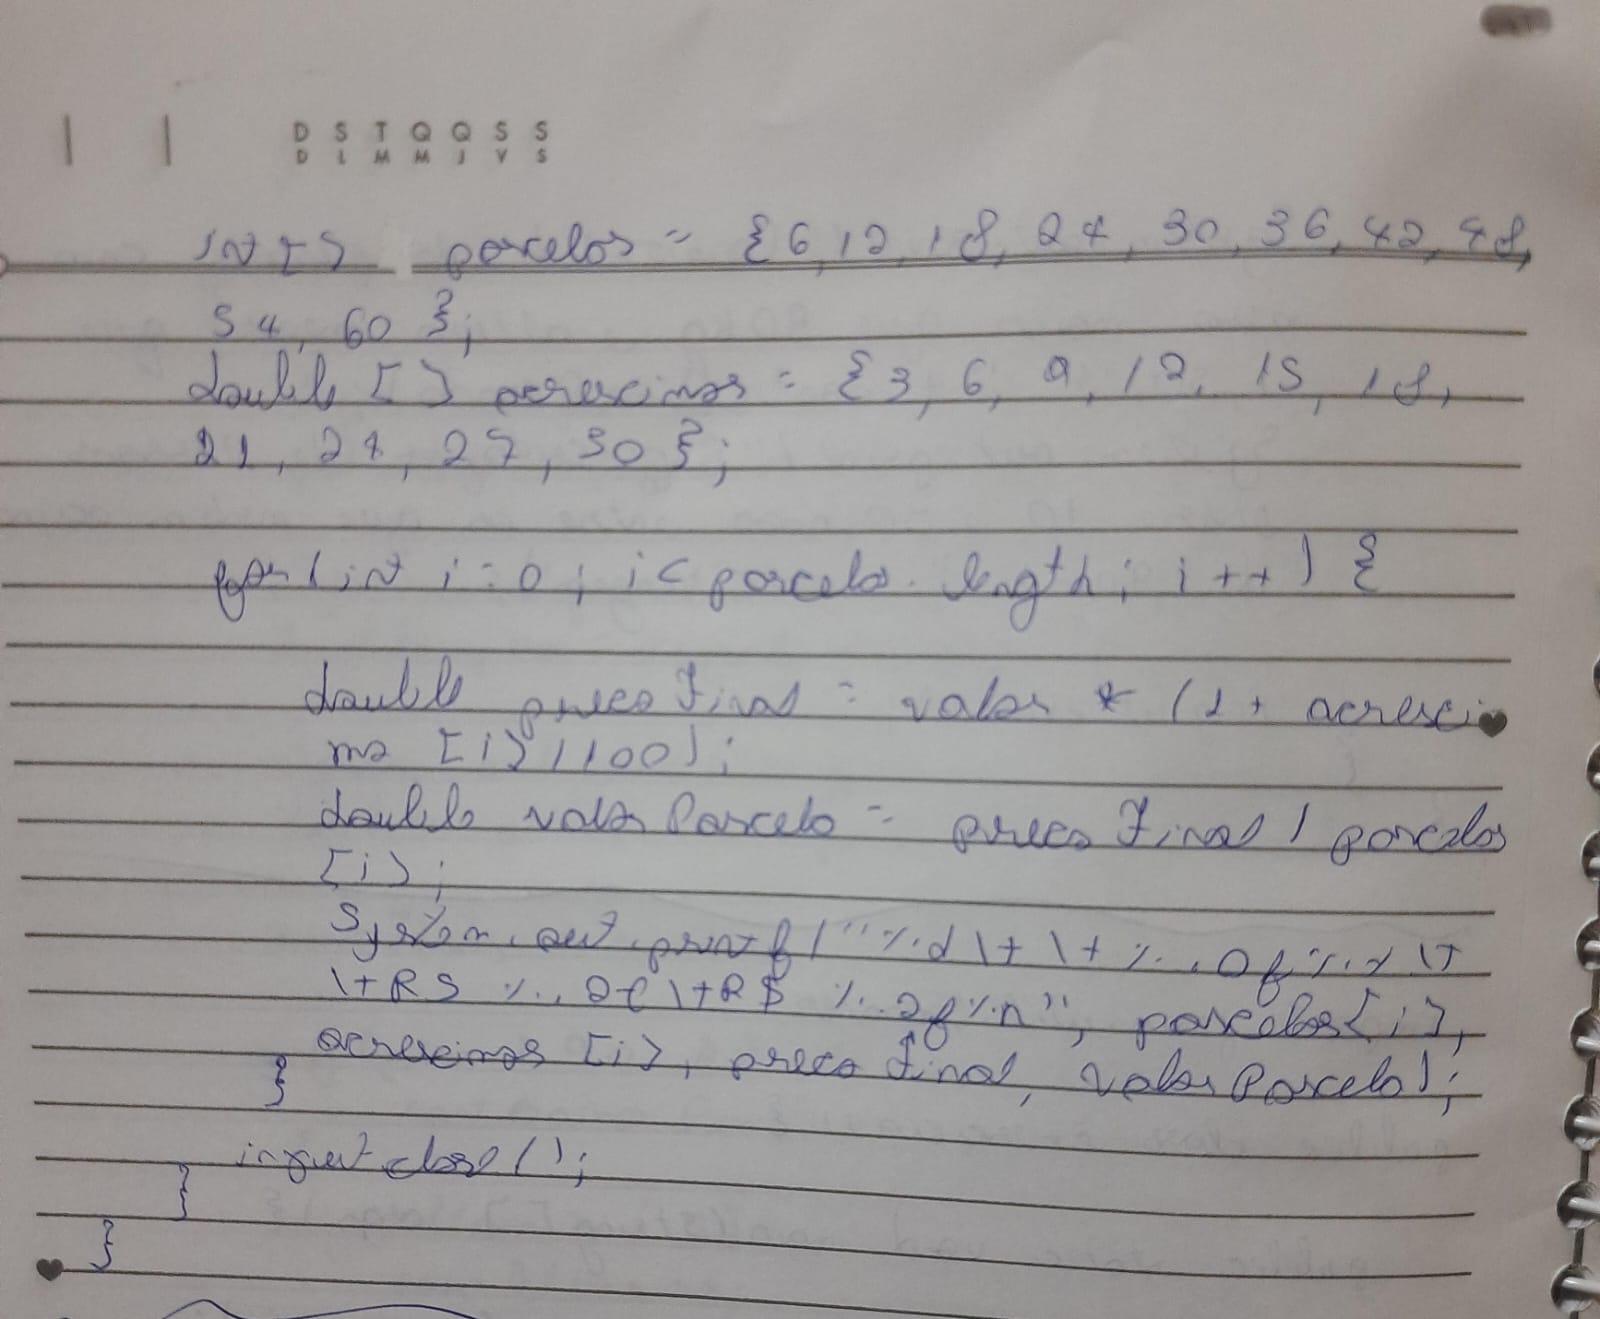 D S T Q Q S S
D L M M J V S
int[] parcelas = {6, 12, 18, 24, 30, 36, 42, 48,
54, 60 };
double [] acrescimos = {3, 6, 9, 12, 15, 18,
21, 24, 27, 30 };
for (int i = 0; i < parcelas.length; i++) {
double precoFinal = valor * (1 + acresci
mo [i] / 100);
double valorParcela = precoFinal / parcelas
[i];
System.out.printf("%d\t\t%.0f%%\t
\tR$ %.2f\tR$ %.2f%n", parcelas[i],
acrescimos [i], precoFinal, valorParcela);
}
input.close();
}
}